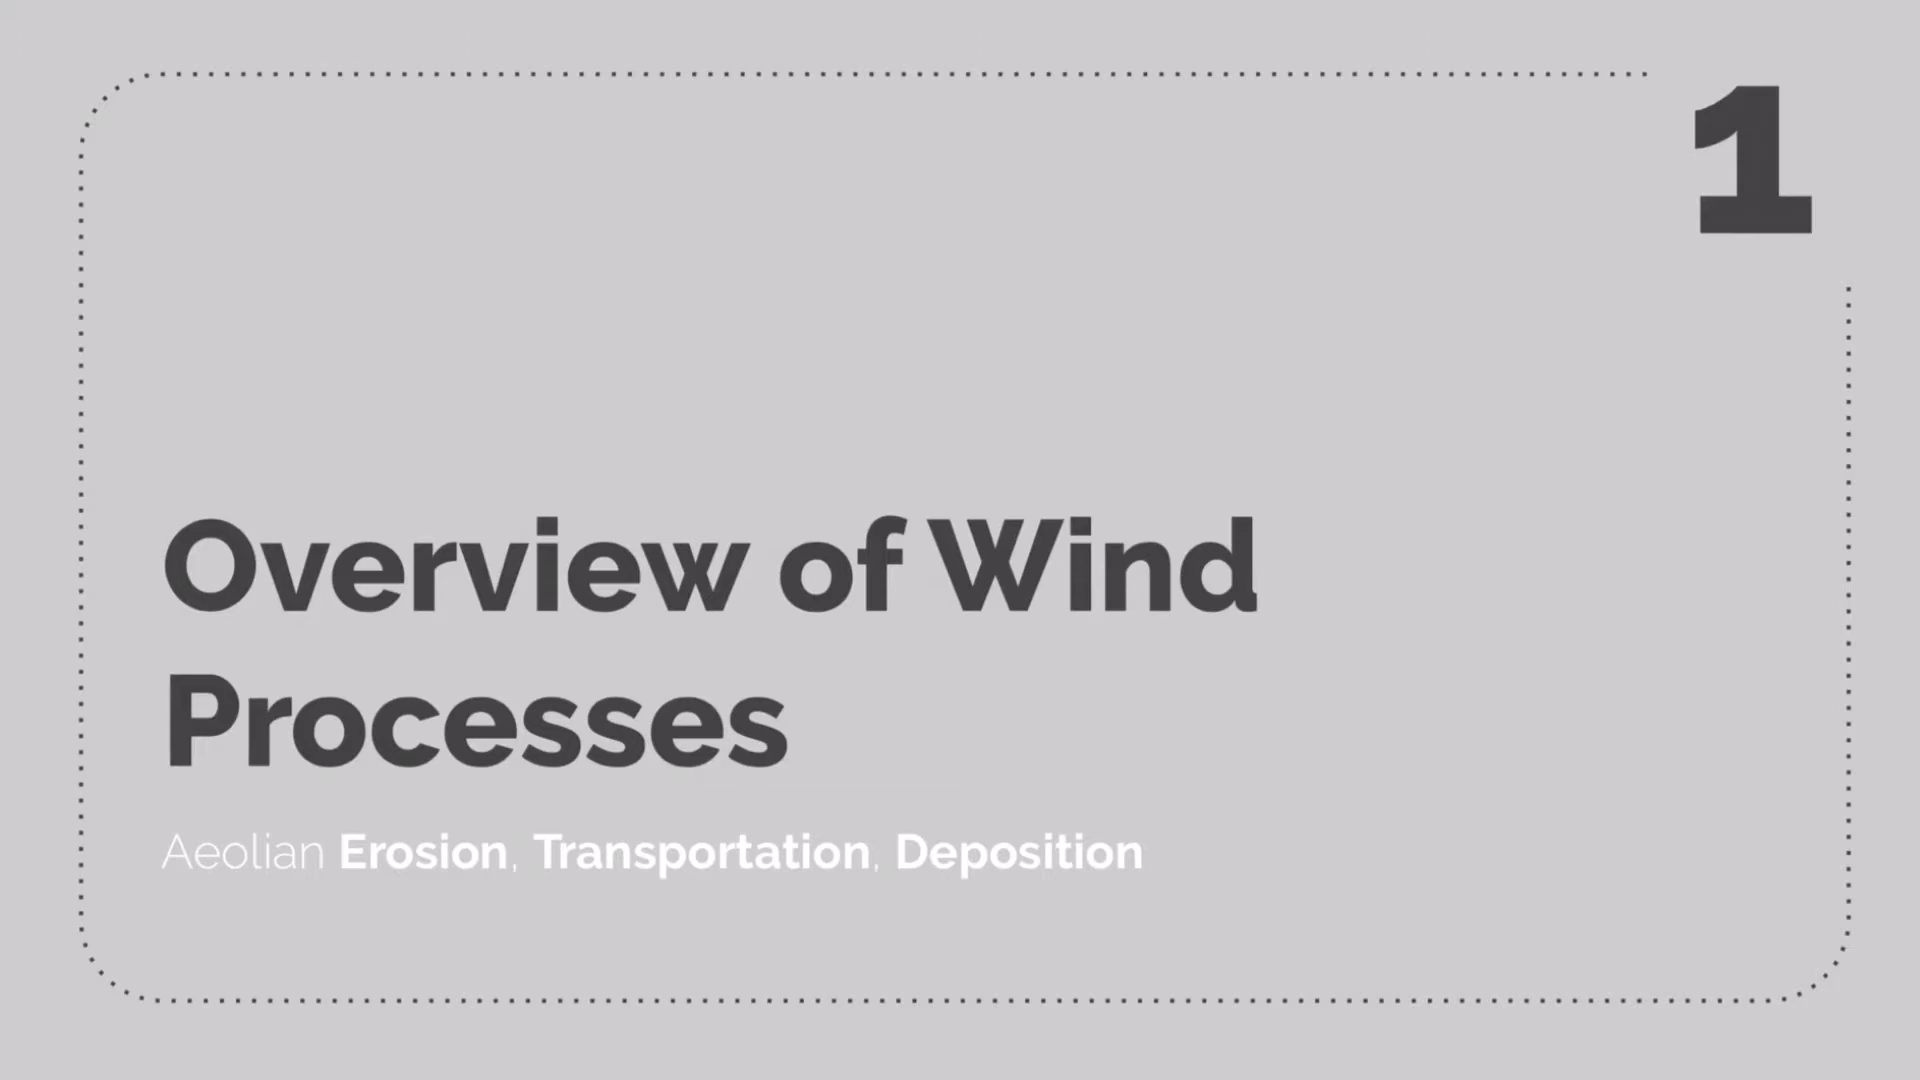 1
Overview of Wind
Processes
Aeolian Erosion, Transportation, Deposition